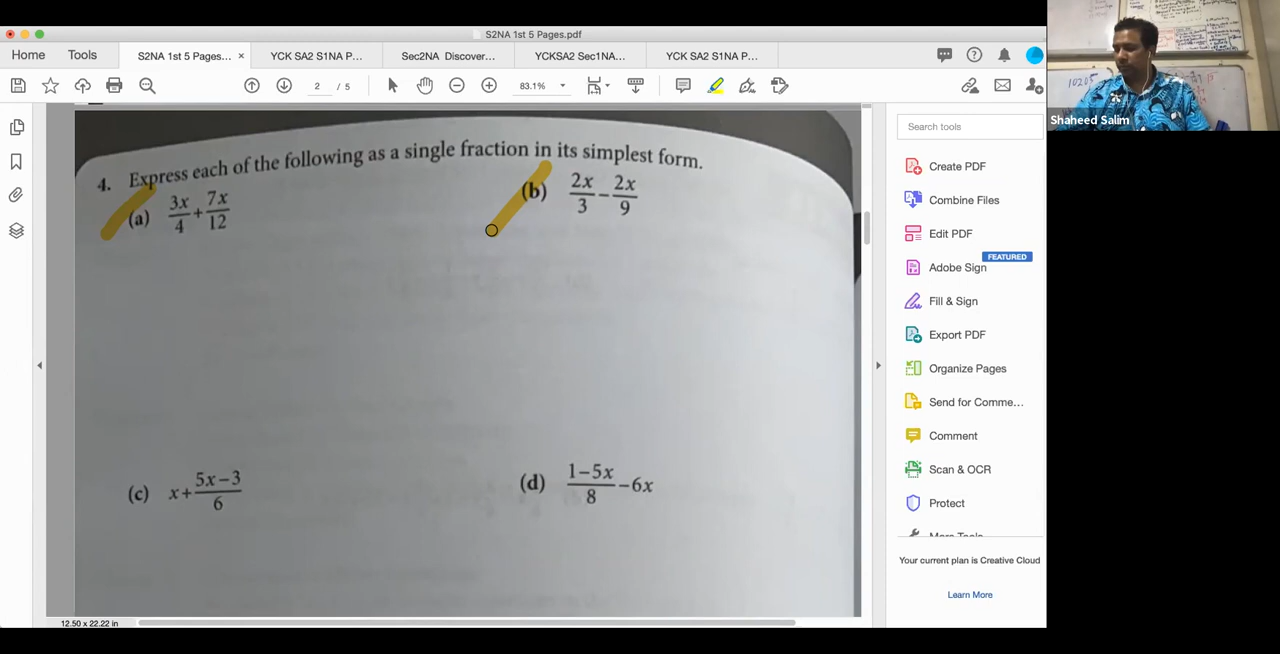 S2NA 1st 5 Pages.pdf
Home Tools S2NA 1st 5 Pages... × YCK SA2 S1NA P... Sec2NA Discover... YCKSA2 Sec1NA... YCK SA2 S1NA P...
2 / 5 83.1%
Shaheed Salim
4. Express each of the following as a single fraction in its simplest form.
(a) 3x/4 + 7x/12
(b) 2x/3 − 2x/9
(c) x + 5x−3/6
(d) 1−5x/8 − 6x
12.50 x 22.22 in
Search tools
Create PDF
Combine Files
Edit PDF
FEATURED
Adobe Sign
Fill & Sign
Export PDF
Organize Pages
Send for Comme...
Comment
Scan & OCR
Protect
More Tools
Your current plan is Creative Cloud
Learn More